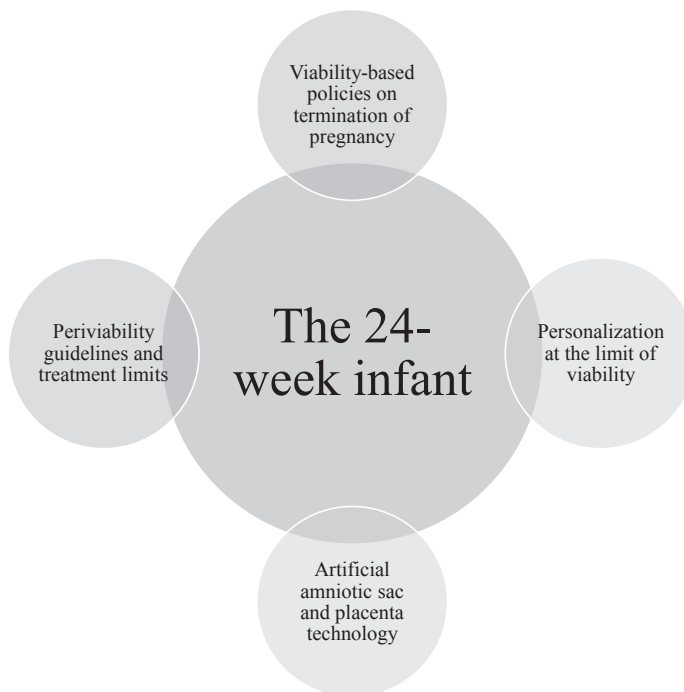 Viability-based
policies on
termination of
pregnancy
Periviability
guidelines and
treatment limits
The 24-
week infant
Personalization
at the limit of
viability
Artificial
amniotic sac
and placenta
technology